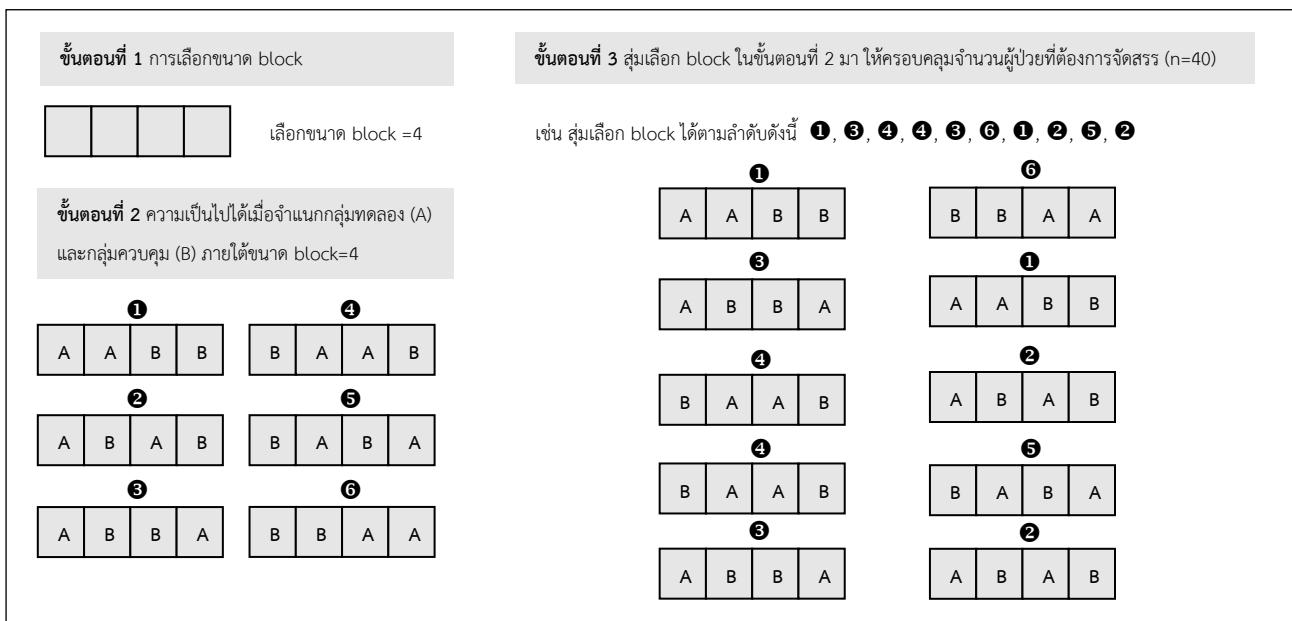 ขั้นตอนที่ 1 การเลือกขนาด block
เลือกขนาด block =4
ขั้นตอนที่ 2 ความเป็นไปได้เมื่อจำแนกกลุ่มทดลอง (A)
และกลุ่มควบคุม (B) ภายใต้ขนาด block=4
❶ ❹
A A B B B A A B
❷ ❺
A B A B B A B A
❸ ❻
A B B A B B A A
ขั้นตอนที่ 3 สุ่มเลือก block ในขั้นตอนที่ 2 มา ให้ครอบคลุมจำนวนผู้ป่วยที่ต้องการจัดสรร (n=40)
เช่น สุ่มเลือก block ได้ตามลำดับดังนี้ ❶, ❸, ❹, ❹, ❸, ❻, ❶, ❷, ❺, ❷
❶
A A B B
❸
A B B A
❹
B A A B
❹
B A A B
❸
A B B A
❻
B B A A
❶
A A B B
❷
A B A B
❺
B A B A
❷
A B A B